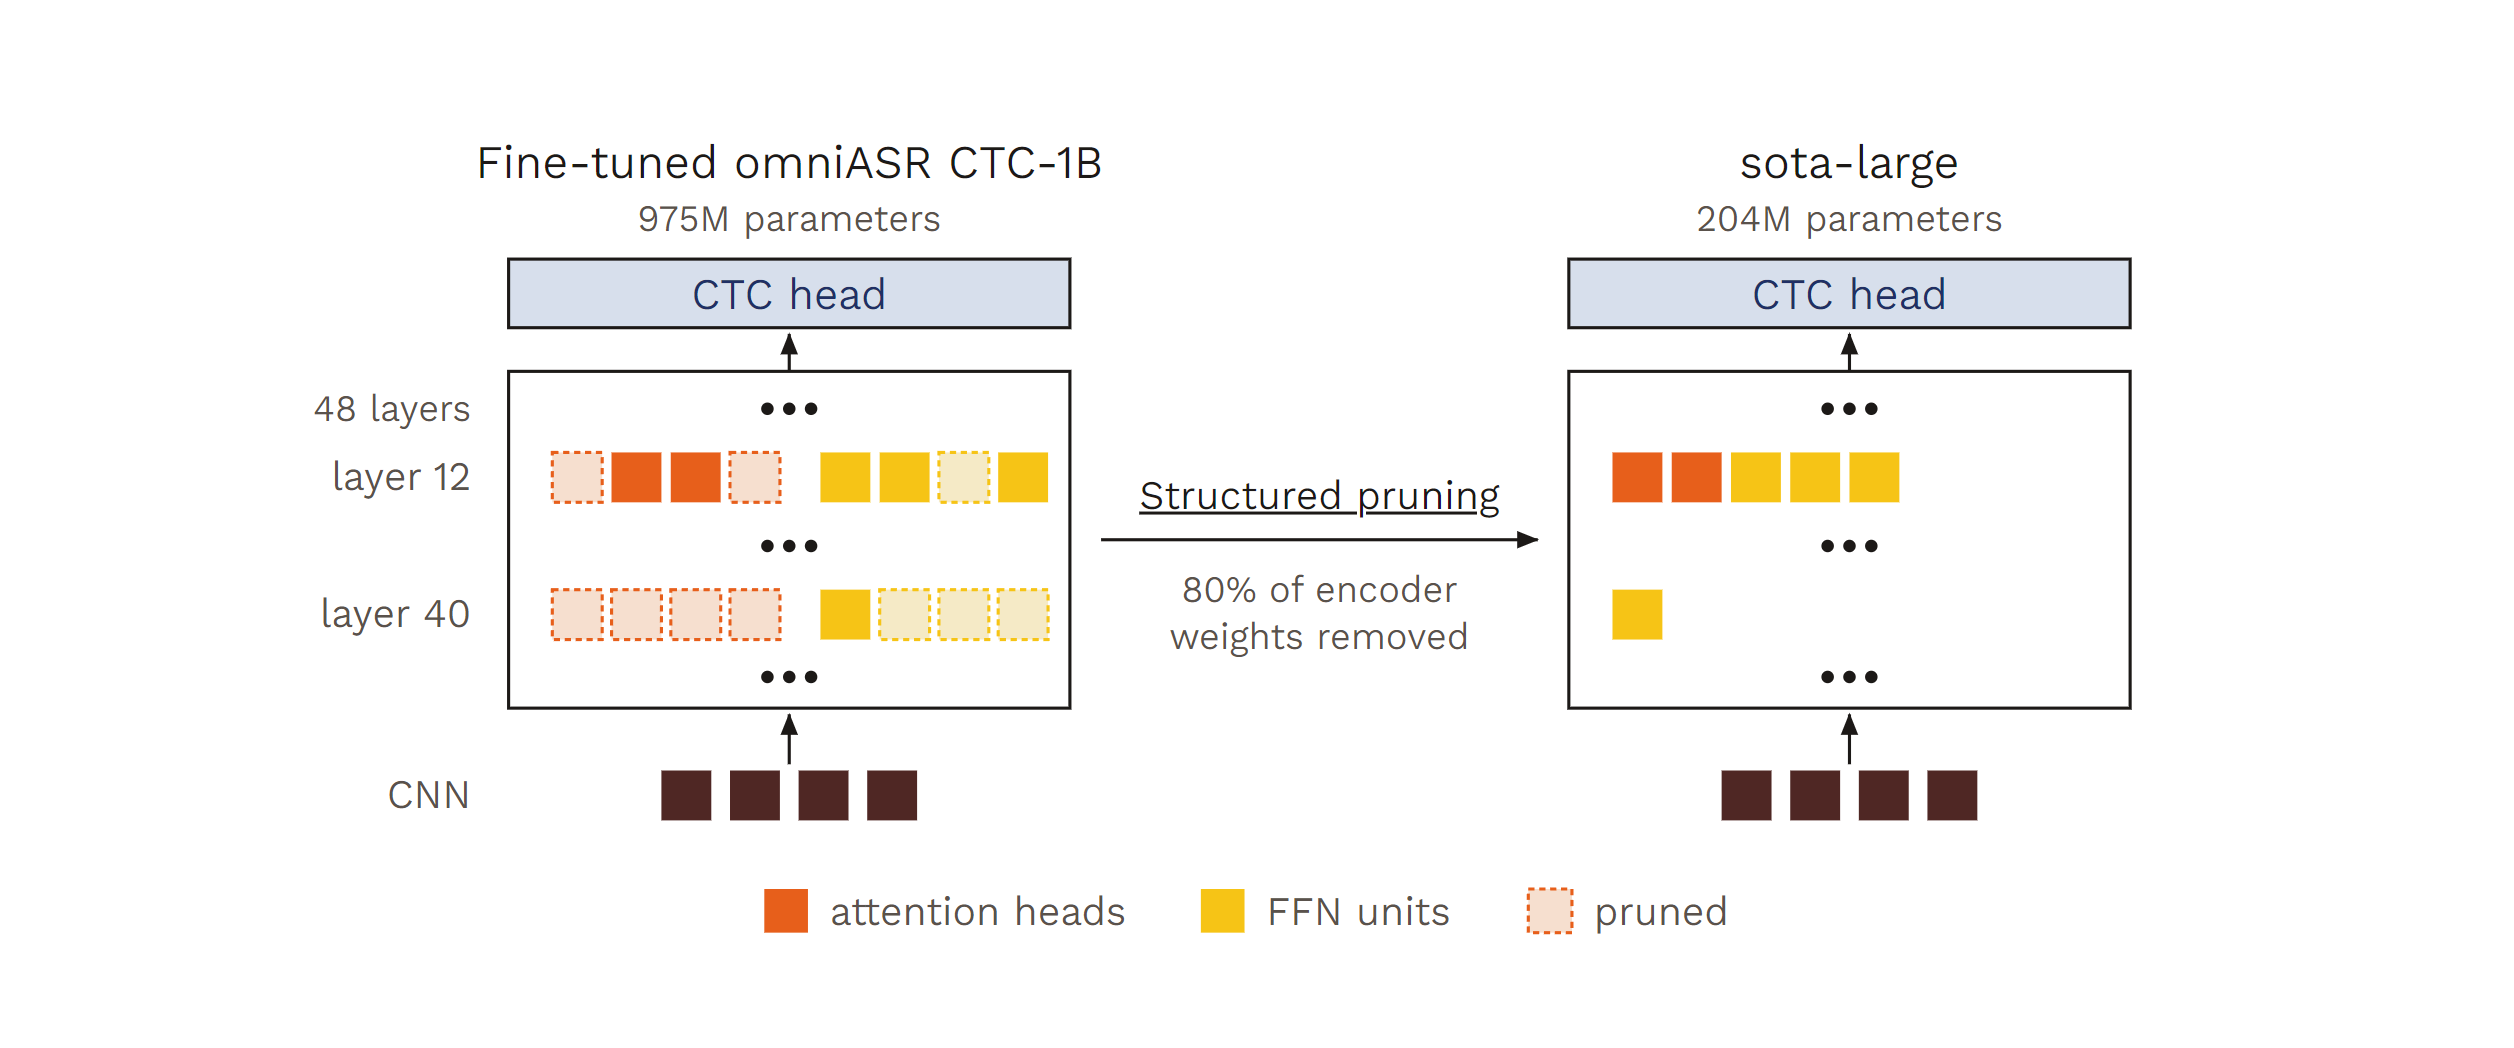 Fine-tuned omniASR CTC-1B
975M parameters
CTC head
48 layers
layer 12
layer 40
CNN
Structured pruning
80% of encoder
weights removed
sota-large
204M parameters
CTC head
attention heads
FFN units
pruned